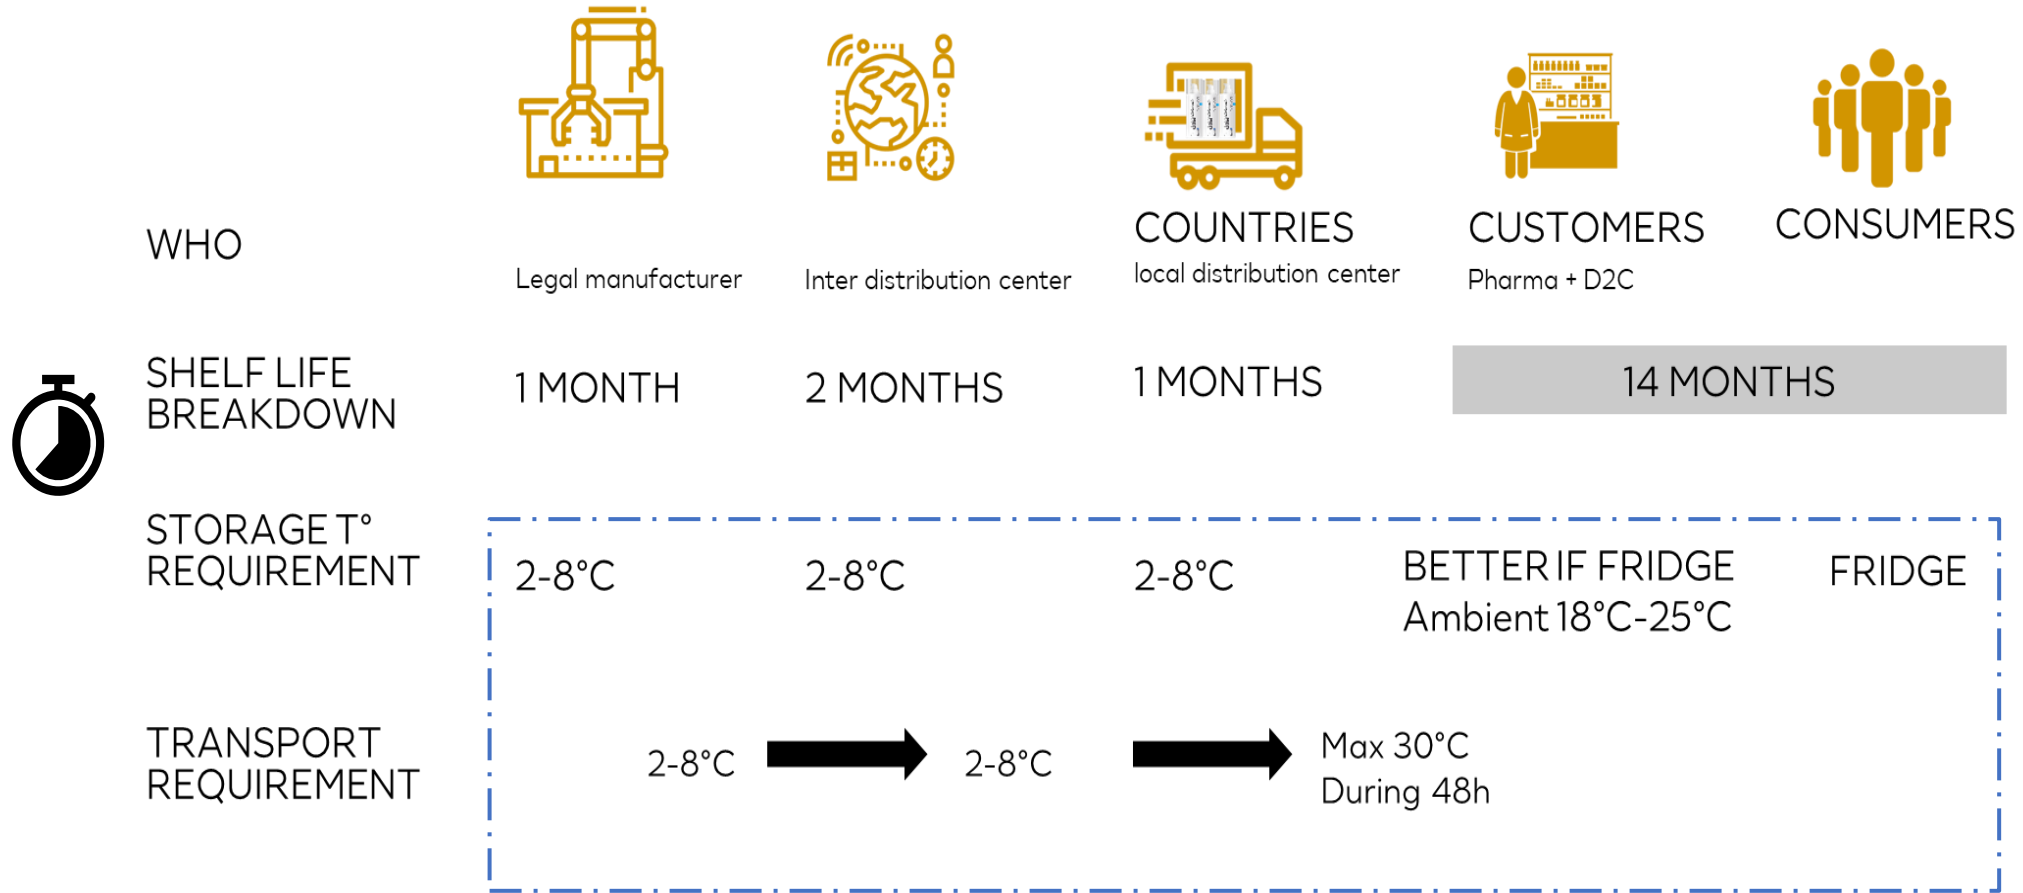 WHO
Legal manufacturer
Inter distribution center
COUNTRIES
local distribution center
CUSTOMERS
Pharma + D2C
CONSUMERS
SHELF LIFE
BREAKDOWN
1 MONTH
2 MONTHS
1 MONTHS
14 MONTHS
STORAGE T°
REQUIREMENT
2-8°C
2-8°C
2-8°C
BETTER IF FRIDGE
Ambient 18°C-25°C
FRIDGE
TRANSPORT
REQUIREMENT
2-8°C
2-8°C
Max 30°C
During 48h